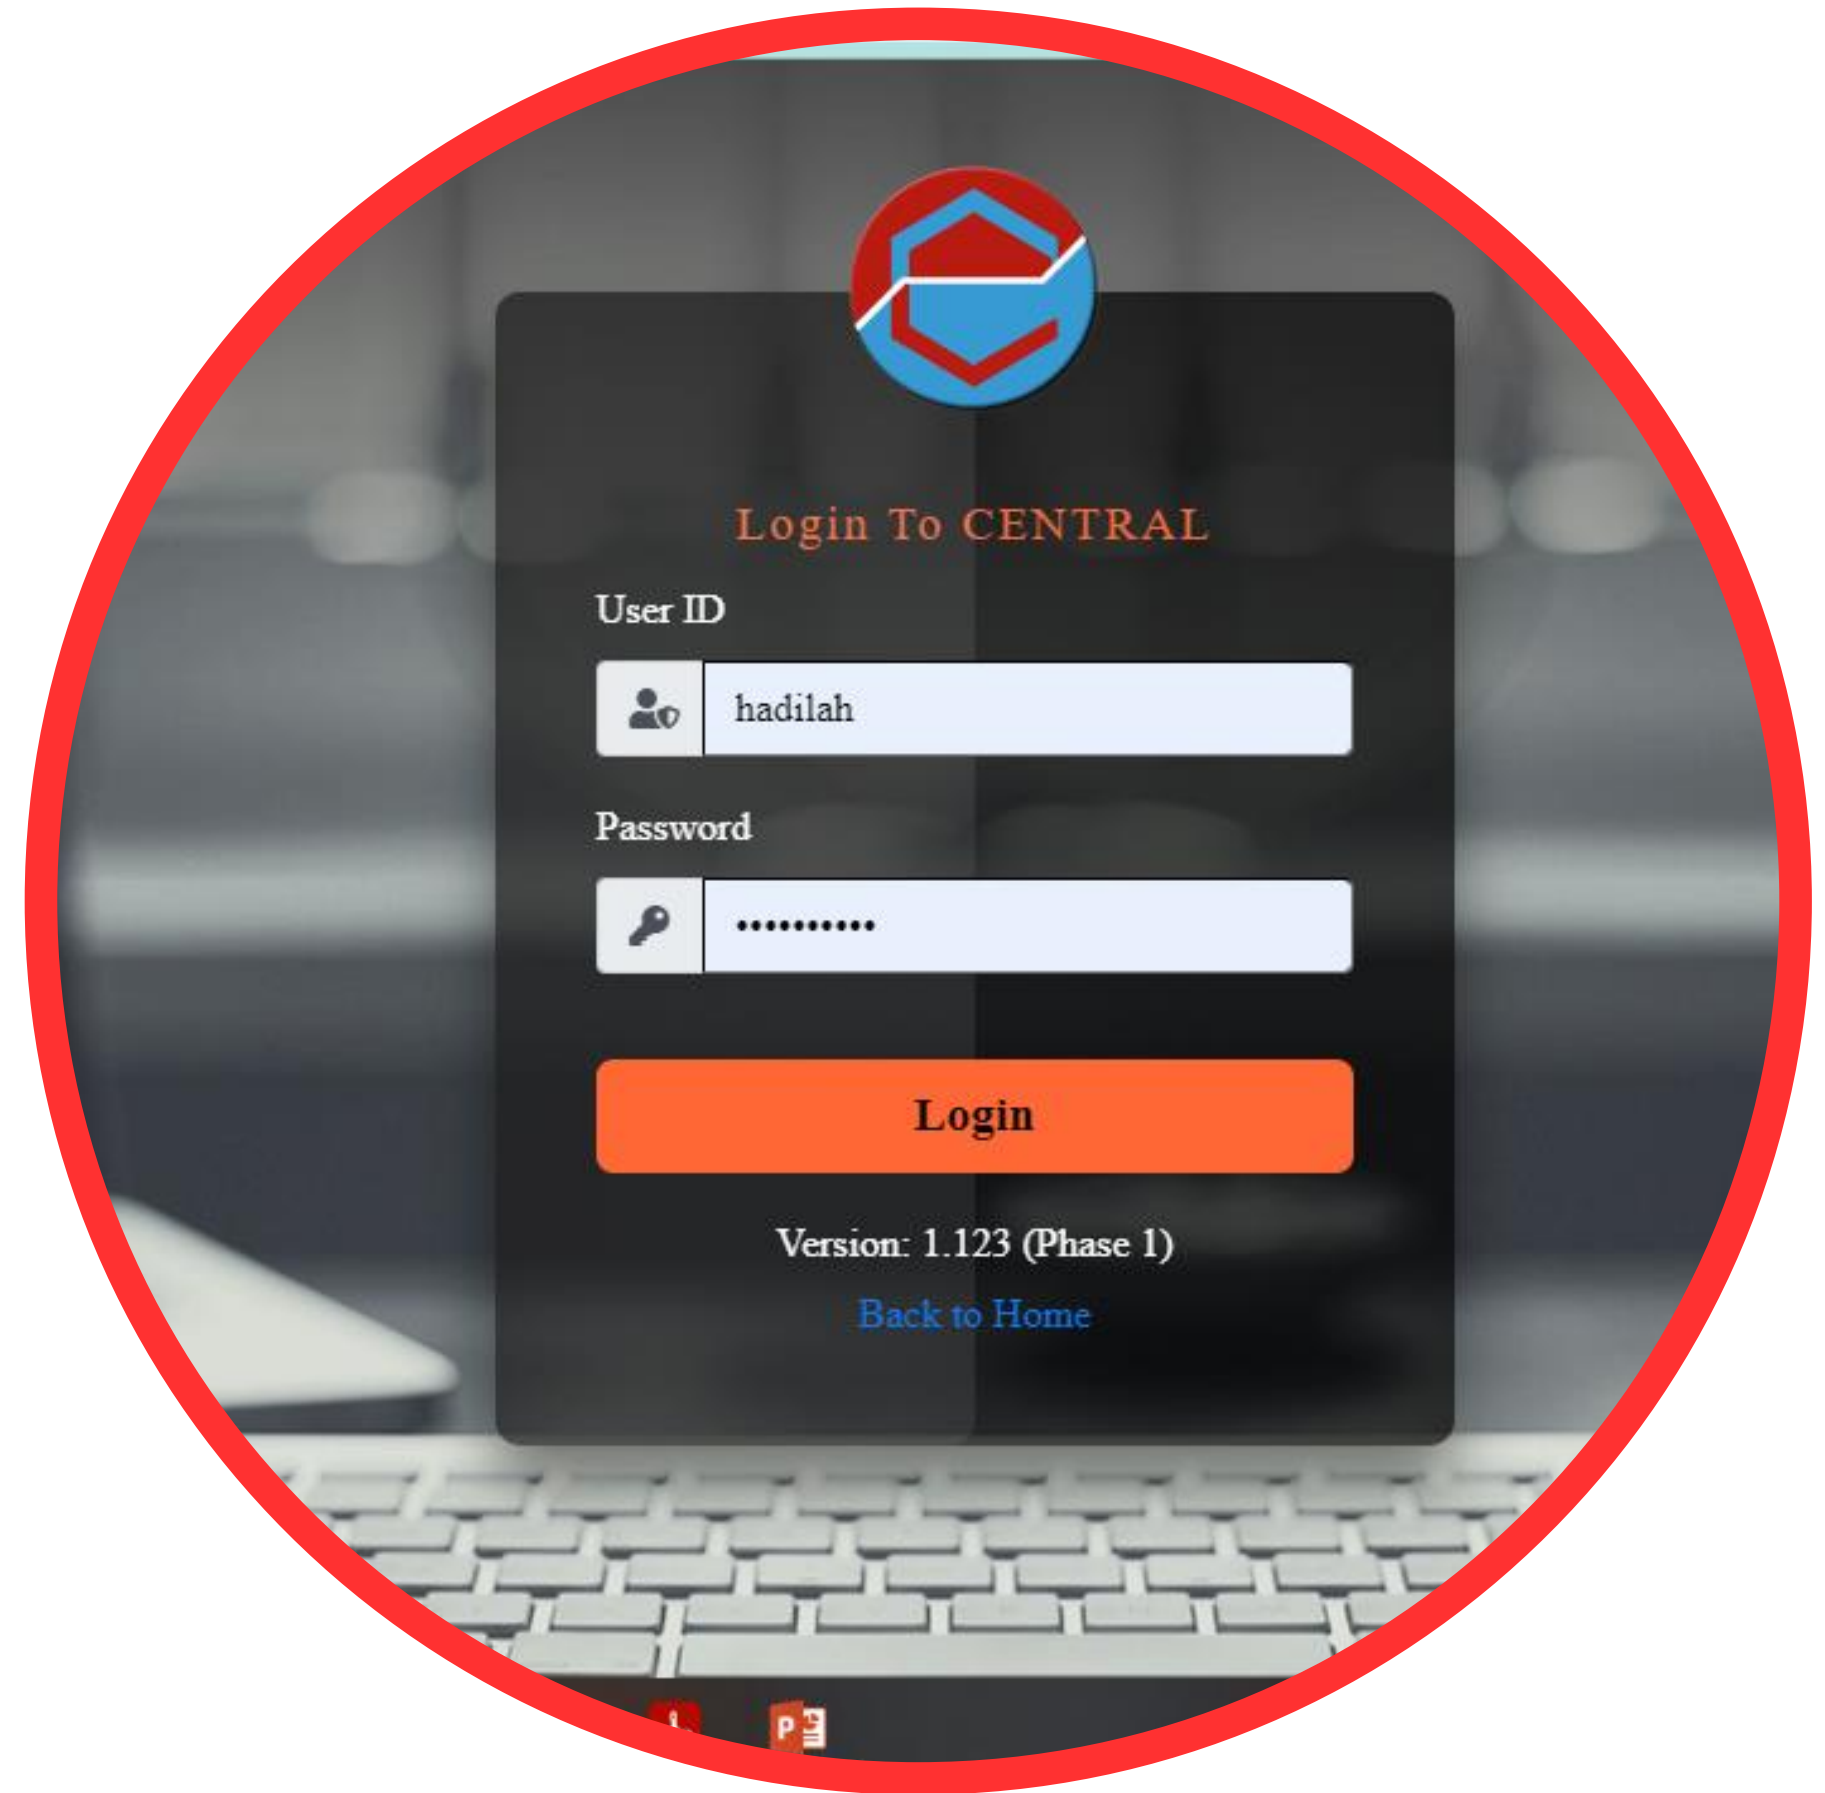 Login To CENTRAL
User ID
hadilah
Password
••••••••••
Login
Version: 1.123 (Phase 1)
Back to Home
P